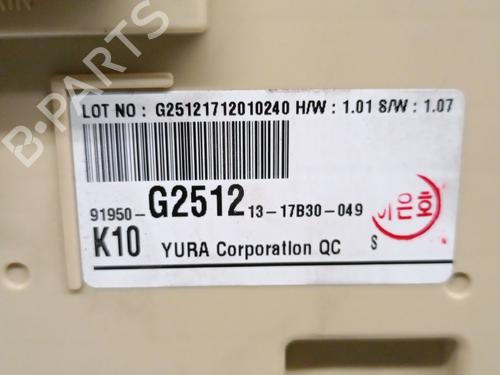 B-PARTS
LOT NO : G25121712010240 H/W : 1.01 S/W : 1.07
91950-G2512 13-17B30-049
K10 YURA Corporation QC S